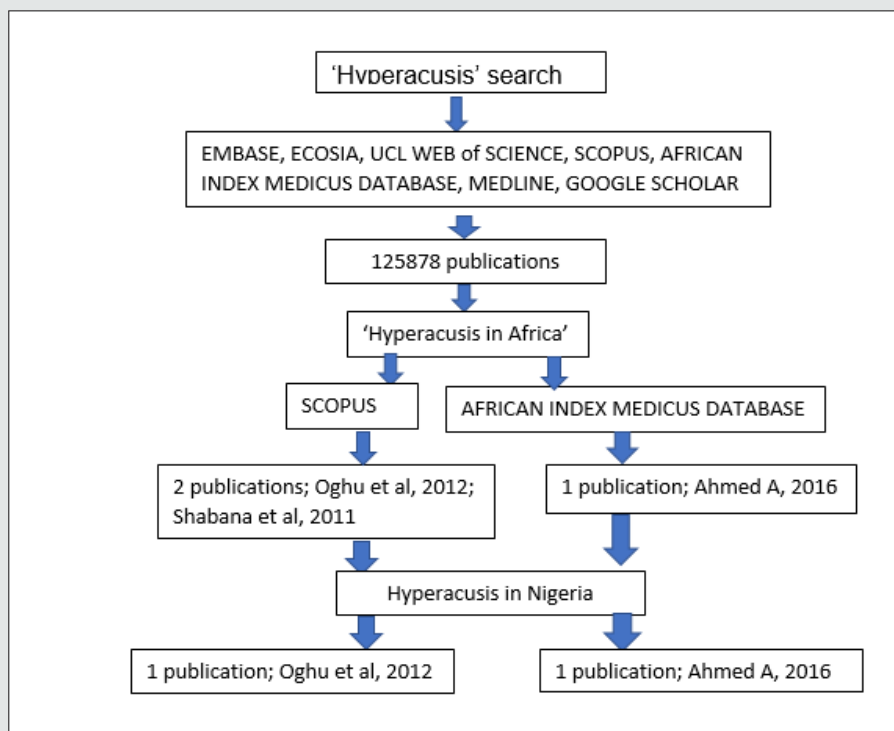 'Hyperacusis' search
EMBASE, ECOSIA, UCL WEB of SCIENCE, SCOPUS, AFRICAN
INDEX MEDICUS DATABASE, MEDLINE, GOOGLE SCHOLAR
125878 publications
'Hyperacusis in Africa'
SCOPUS
AFRICAN INDEX MEDICUS DATABASE
2 publications; Oghu et al, 2012;
Shabana et al, 2011
1 publication; Ahmed A, 2016
Hyperacusis in Nigeria
1 publication; Oghu et al, 2012
1 publication; Ahmed A, 2016